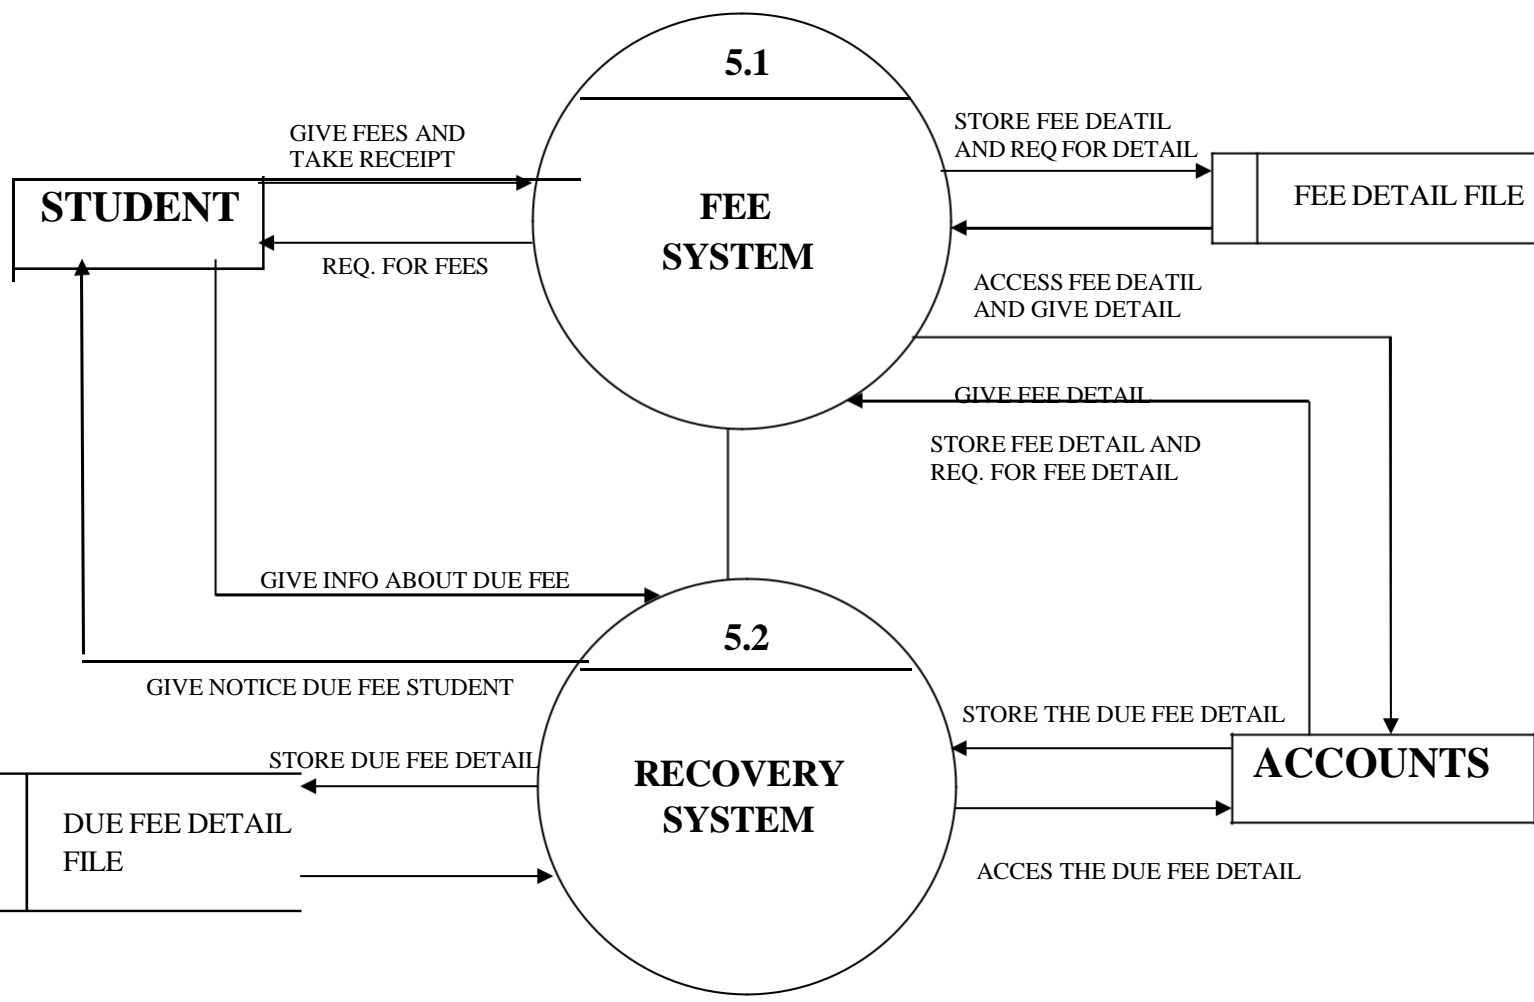 5.1
GIVE FEES AND
TAKE RECEIPT
STORE FEE DEATIL
AND REQ FOR DETAIL
STUDENT
FEE
SYSTEM
FEE DETAIL FILE
REQ. FOR FEES
ACCESS FEE DEATIL
AND GIVE DETAIL
GIVE FEE DETAIL
STORE FEE DETAIL AND
REQ. FOR FEE DETAIL
GIVE INFO ABOUT DUE FEE
5.2
GIVE NOTICE DUE FEE STUDENT
STORE THE DUE FEE DETAIL
STORE DUE FEE DETAIL
RECOVERY
SYSTEM
ACCOUNTS
DUE FEE DETAIL
FILE
ACCES THE DUE FEE DETAIL